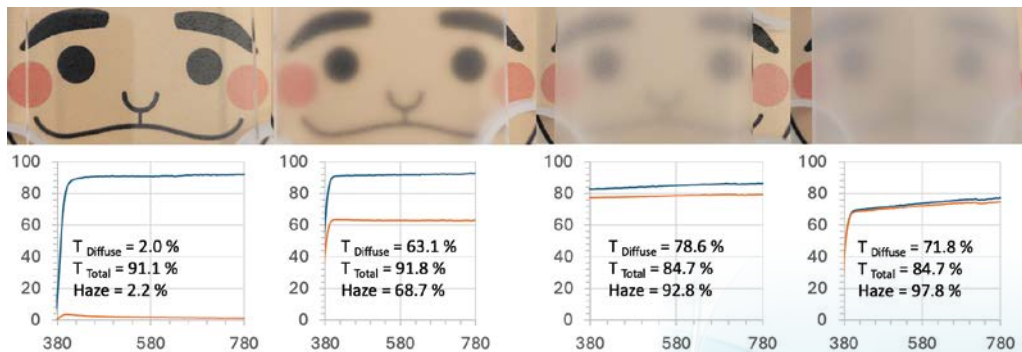 100
80
60
40
20
0
T Diffuse = 2.0 %
T Total = 91.1 %
Haze = 2.2 %
380 580 780
100
80
60
40
20
0
T Diffuse = 63.1 %
T Total = 91.8 %
Haze = 68.7 %
380 580 780
100
80
60
40
20
0
T Diffuse = 78.6 %
T Total = 84.7 %
Haze = 92.8 %
380 580 780
100
80
60
40
20
0
T Diffuse = 71.8 %
T Total = 84.7 %
Haze = 97.8 %
380 580 780